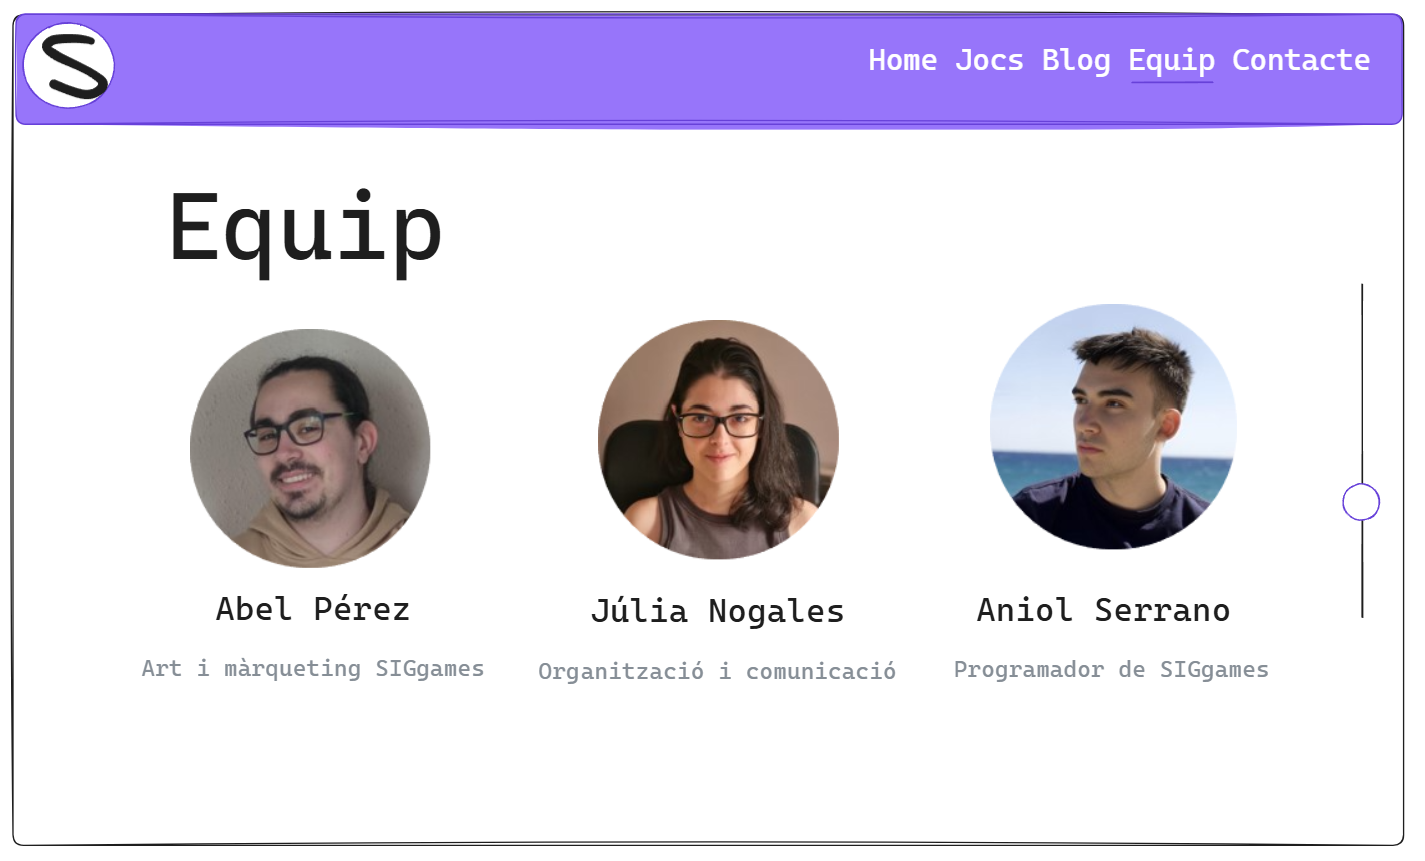 S
Home Jocs Blog Equip Contacte
Equip
Abel Pérez
Júlia Nogales
Aniol Serrano
Art i màrqueting SIGgames
Organització i comunicació
Programador de SIGgames